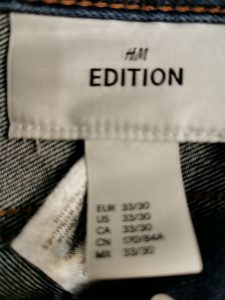 H&M
EDITION
EUR 33/30
US 33/30
CA 33/30
CN 170/84A
MX 33/30